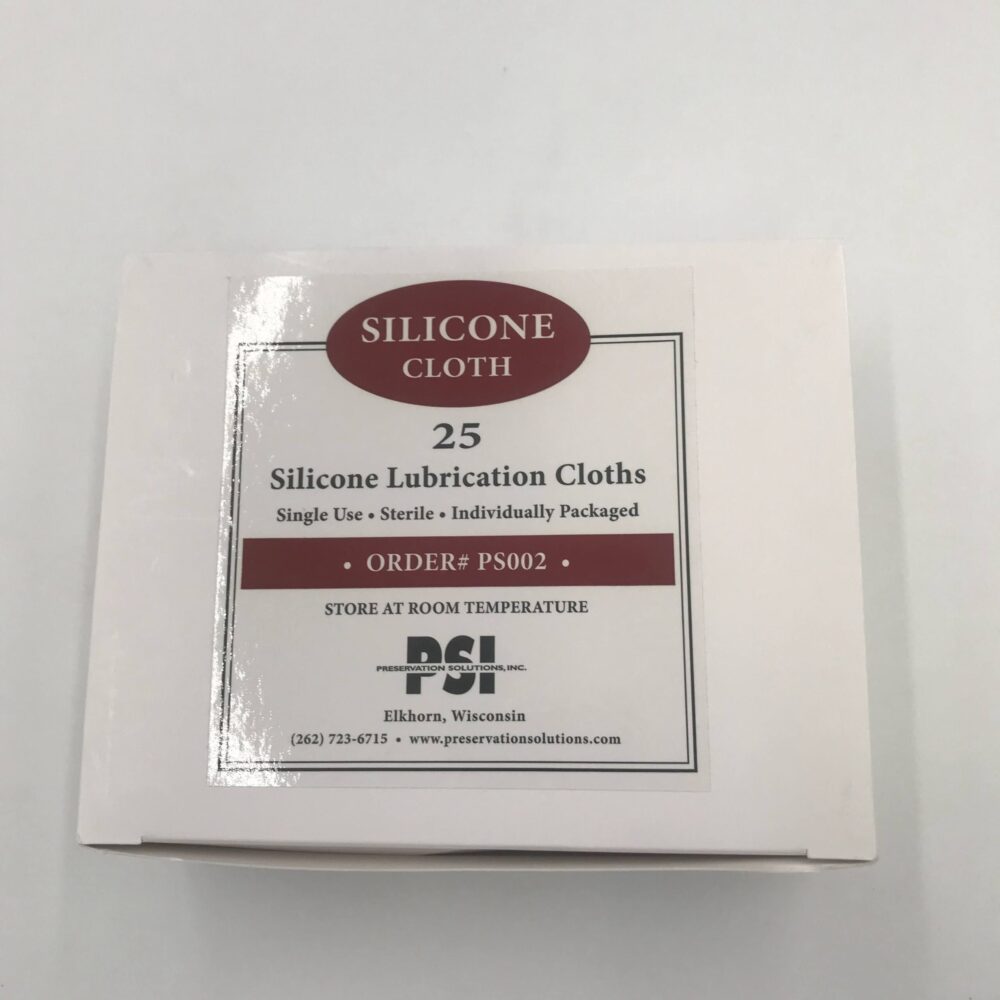 SILICONE
CLOTH
25
Silicone Lubrication Cloths
Single Use • Sterile • Individually Packaged
• ORDER# PS002 •
STORE AT ROOM TEMPERATURE
PSI
PRESERVATION SOLUTIONS, INC.
Elkhorn, Wisconsin
(262) 723-6715 • www.preservationsolutions.com